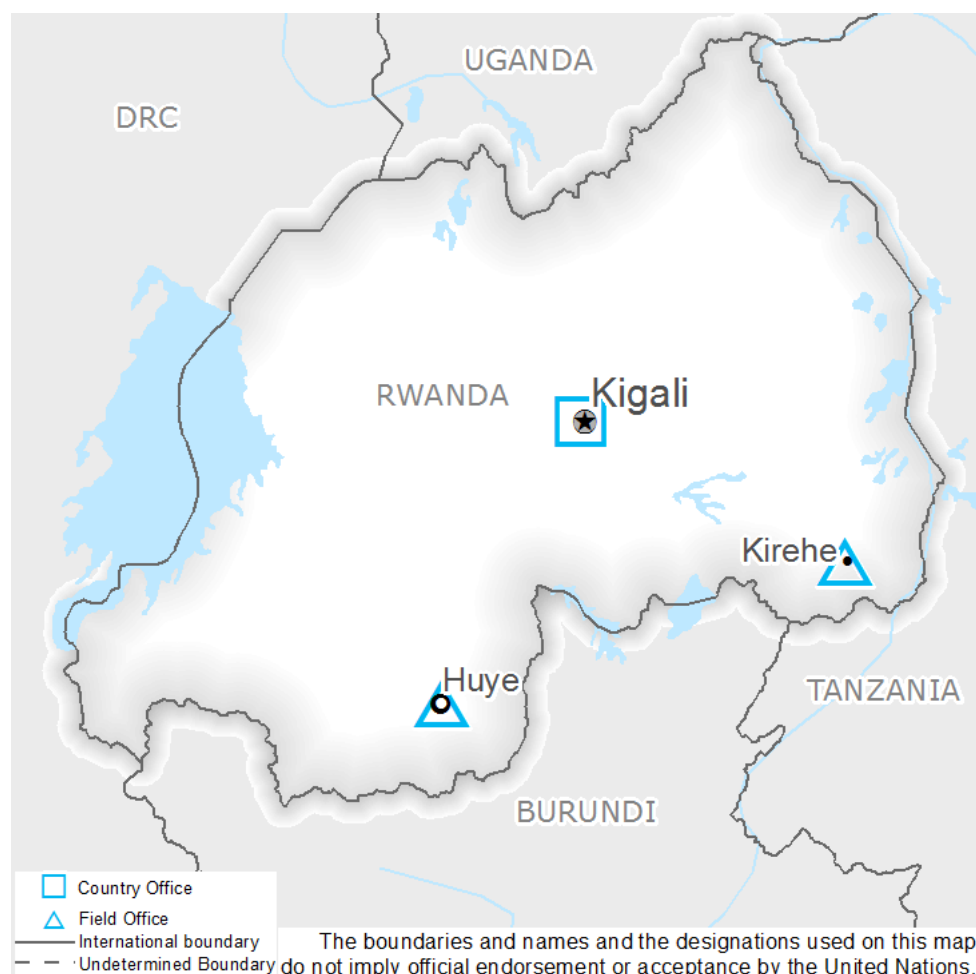 UGANDA
DRC
RWANDA
Kigali
Kirehe
Huye
TANZANIA
BURUNDI
Country Office
Field Office
International boundary
Undetermined Boundary
The boundaries and names and the designations used on this map
do not imply official endorsement or acceptance by the United Nations.